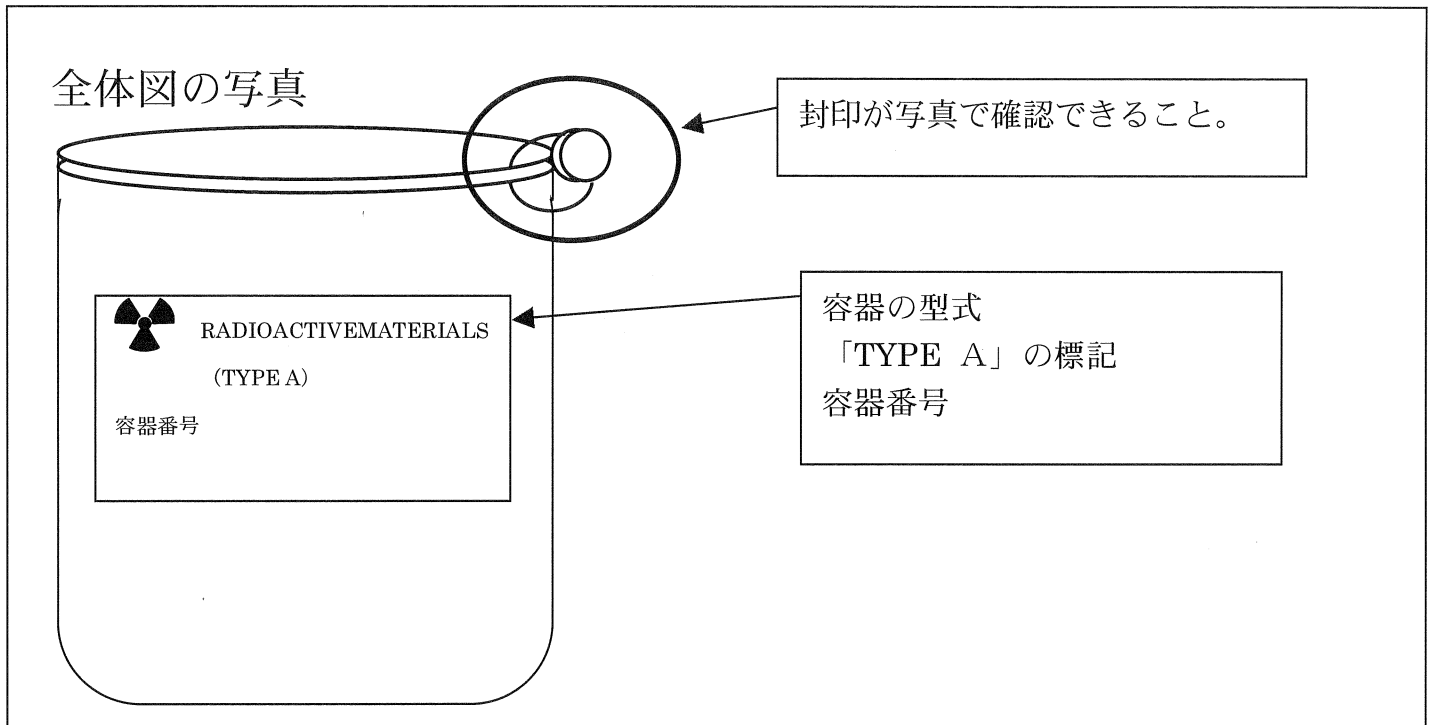 全体図の写真
封印が写真で確認できること。
RADIOACTIVEMATERIALS
（TYPE A）
容器番号
容器の型式
「TYPE Ａ」の標記
容器番号